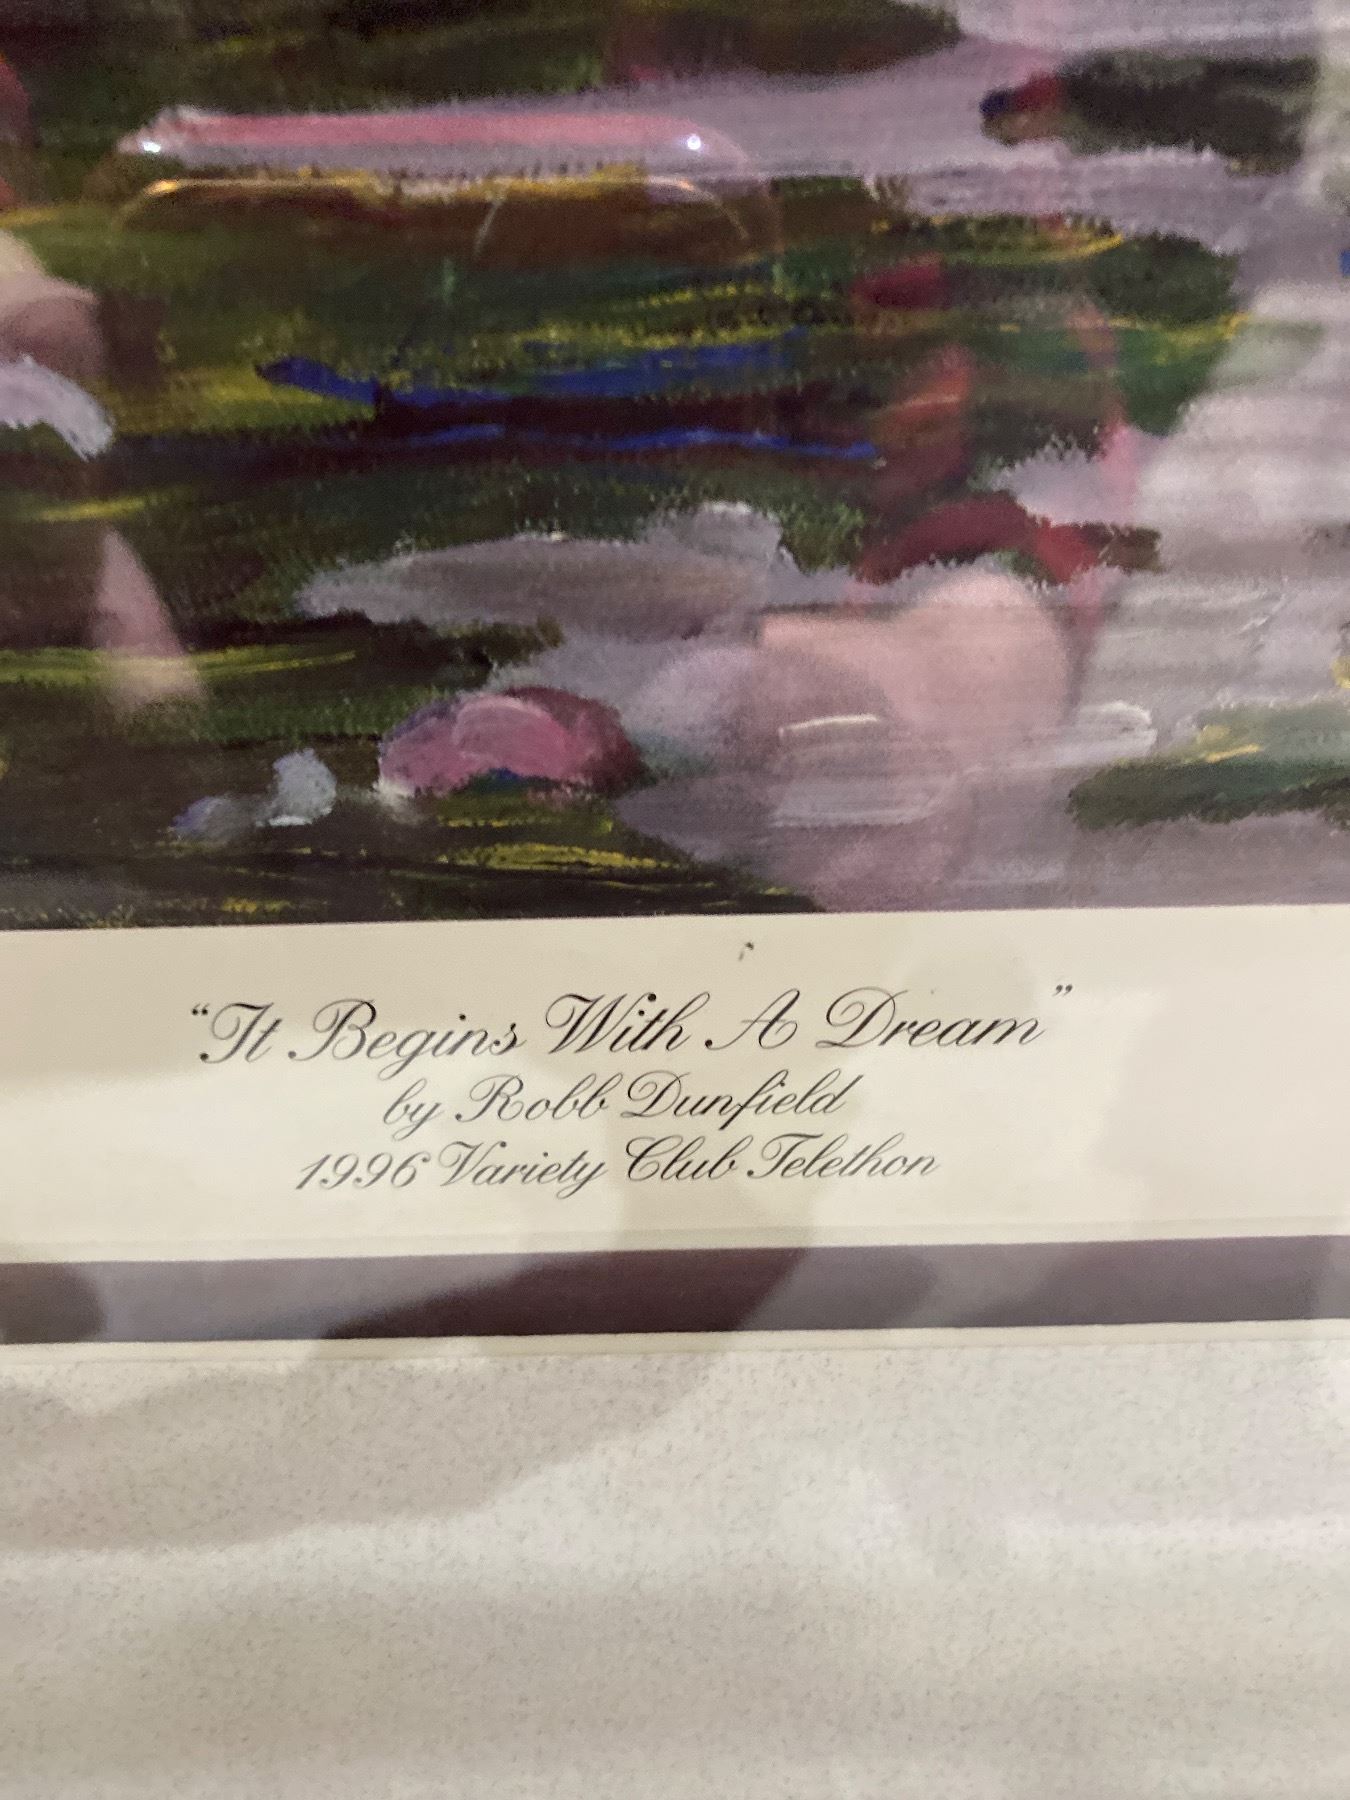 “It Begins With A Dream”
by Robb Dunfield
1996 Variety Club Telethon